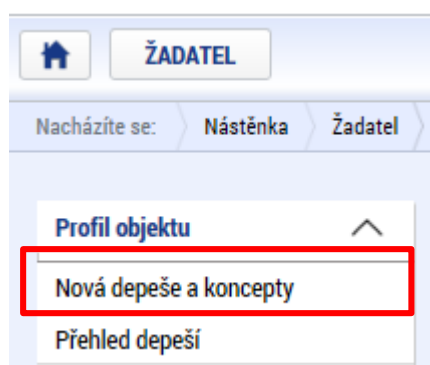 ŽADATEL
Nacházíte se: Nástěnka Žadatel
Profil objektu
Nová depeše a koncepty
Přehled depeší